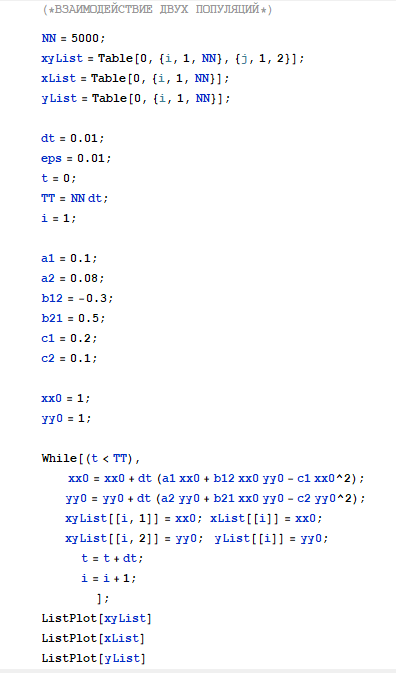 (*ВЗАИМОДЕЙСТВИЕ ДВУХ ПОПУЛЯЦИЙ*)
NN = 5000;
xyList = Table[0, {i, 1, NN}, {j, 1, 2}];
xList = Table[0, {i, 1, NN}];
yList = Table[0, {i, 1, NN}];
dt = 0.01;
eps = 0.01;
t = 0;
TT = NN dt;
i = 1;
a1 = 0.1;
a2 = 0.08;
b12 = -0.3;
b21 = 0.5;
c1 = 0.2;
c2 = 0.1;
xx0 = 1;
yy0 = 1;
While[(t < TT),
xx0 = xx0 + dt (a1 xx0 + b12 xx0 yy0 - c1 xx0^2);
yy0 = yy0 + dt (a2 yy0 + b21 xx0 yy0 - c2 yy0^2);
xyList[[i, 1]] = xx0; xList[[i]] = xx0;
xyList[[i, 2]] = yy0; yList[[i]] = yy0;
t = t + dt;
i = i + 1;
];
ListPlot[xyList]
ListPlot[xList]
ListPlot[yList]